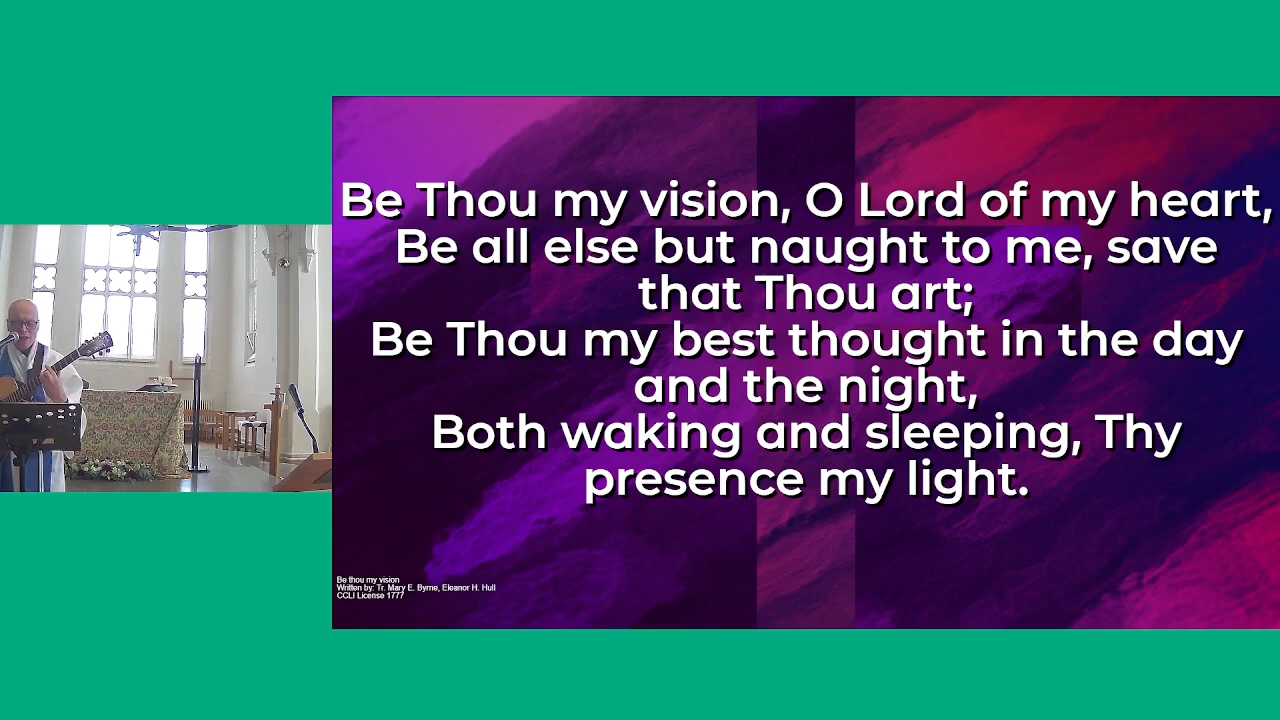 Be Thou my vision, O Lord of my heart,
Be all else but naught to me, save
that Thou art;
Be Thou my best thought in the day
and the night,
Both waking and sleeping, Thy
presence my light.
Be thou my vision
Written by: Tr. Mary E. Byrne, Eleanor H. Hull
CCLI License 1777